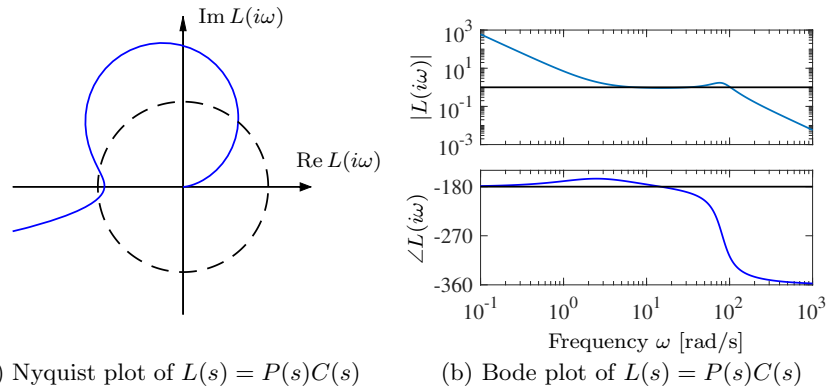 Im L(iω)
Re L(iω)
) Nyquist plot of L(s) = P(s)C(s)
|L(iω)|
10^3
10^1
10^-1
10^-3
∠L(iω)
-180
-270
-360
10^-1
10^0
10^1
10^2
10^3
Frequency ω [rad/s]
(b) Bode plot of L(s) = P(s)C(s)